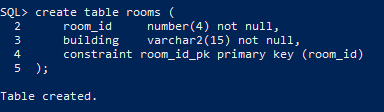 SQL> create table rooms (
  2      room_id    number(4) not null,
  3      building   varchar2(15) not null,
  4      constraint room_id_pk primary key (room_id)
  5  );
Table created.